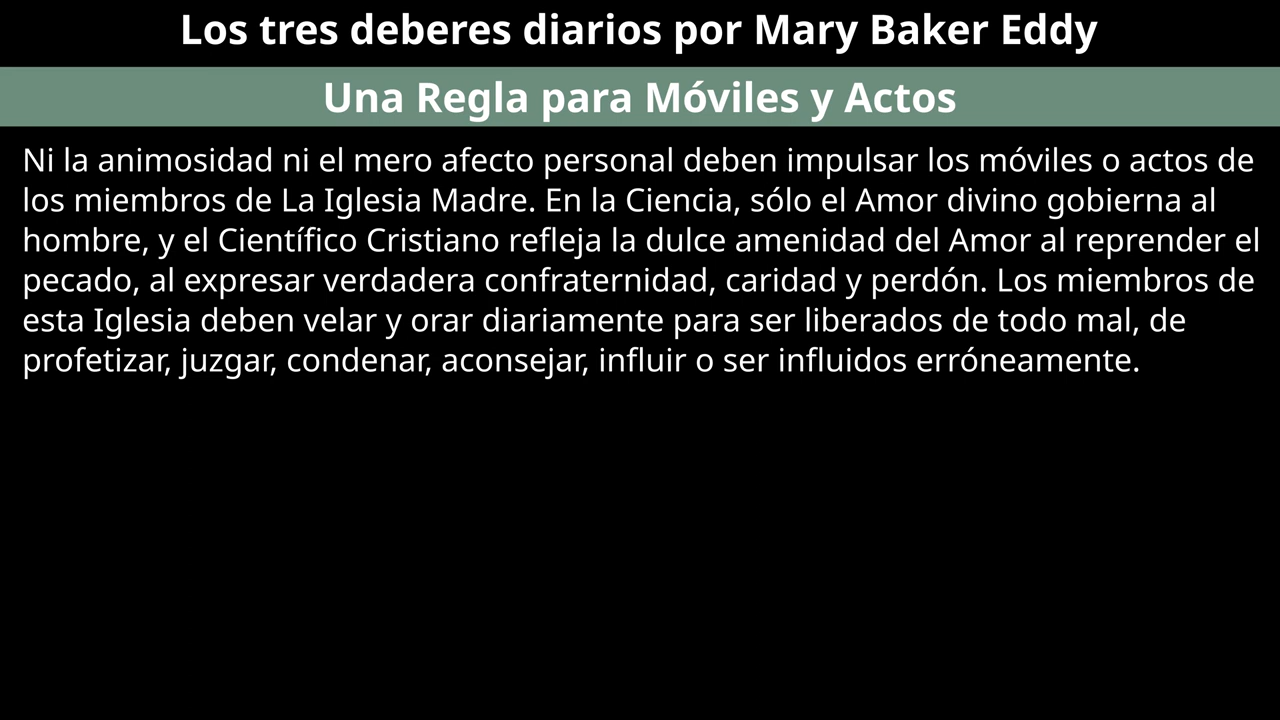 Los tres deberes diarios por Mary Baker Eddy
Una Regla para Móviles y Actos
Ni la animosidad ni el mero afecto personal deben impulsar los móviles o actos de
los miembros de La Iglesia Madre. En la Ciencia, sólo el Amor divino gobierna al
hombre, y el Científico Cristiano refleja la dulce amenidad del Amor al reprender el
pecado, al expresar verdadera confraternidad, caridad y perdón. Los miembros de
esta Iglesia deben velar y orar diariamente para ser liberados de todo mal, de
profetizar, juzgar, condenar, aconsejar, influir o ser influidos erróneamente.